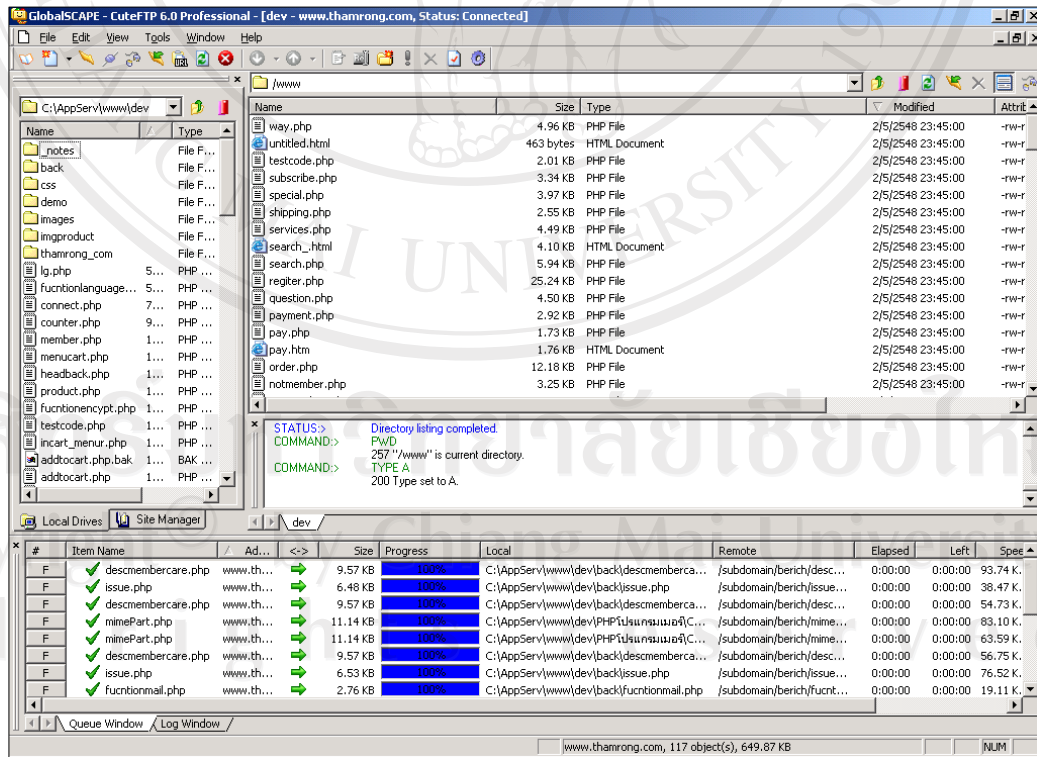 GlobalSCAPE - CuteFTP 6.0 Professional - [dev - www.thamrong.com, Status: Connected]
File Edit View Tools Window Help
/www
C:\AppServ\www\dev
Name Type
_notes File F...
back File F...
css File F...
demo File F...
images File F...
imgproduct File F...
thamrong_com File F...
lg.php 5... PHP ...
fucntionlanguage... 5... PHP ...
connect.php 7... PHP ...
counter.php 9... PHP ...
member.php 1... PHP ...
menucart.php 1... PHP ...
headback.php 1... PHP ...
product.php 1... PHP ...
fucntionencypt.php 1... PHP ...
testcode.php 1... PHP ...
incart_menur.php 1... PHP ...
addtocart.php.bak 1... BAK ...
addtocart.php 1... PHP ...
Local Drives Site Manager
Name Size Type Modified Attrib
way.php 4.96 KB PHP File 2/5/2548 23:45:00 -rw-r
untitled.html 463 bytes HTML Document 2/5/2548 23:45:00 -rw-r
testcode.php 2.01 KB PHP File 2/5/2548 23:45:00 -rw-r
subscribe.php 3.34 KB PHP File 2/5/2548 23:45:00 -rw-r
special.php 3.97 KB PHP File 2/5/2548 23:45:00 -rw-r
shipping.php 2.55 KB PHP File 2/5/2548 23:45:00 -rw-r
services.php 4.49 KB PHP File 2/5/2548 23:45:00 -rw-r
search_.html 4.10 KB HTML Document 2/5/2548 23:45:00 -rw-r
search.php 5.94 KB PHP File 2/5/2548 23:45:00 -rw-r
regiter.php 25.24 KB PHP File 2/5/2548 23:45:00 -rw-r
question.php 4.50 KB PHP File 2/5/2548 23:45:00 -rw-r
payment.php 2.92 KB PHP File 2/5/2548 23:45:00 -rw-r
pay.php 1.73 KB PHP File 2/5/2548 23:45:00 -rw-r
pay.htm 1.76 KB HTML Document 2/5/2548 23:45:00 -rw-r
order.php 12.18 KB PHP File 2/5/2548 23:45:00 -rw-r
notmember.php 3.25 KB PHP File 2/5/2548 23:45:00 -rw-r
STATUS:> Directory listing completed.
COMMAND:> PWD
257 "/www" is current directory.
COMMAND:> TYPE A
200 Type set to A.
dev
# Item Name Ad... <-> Size Progress Local Remote Elapsed Left Spee
F descmembercare.php www.th... 9.57 KB 100% C:\AppServ\www\dev\back\descmemberca... /subdomain/berich/desc... 0:00:00 0:00:00 93.74 K.
F issue.php www.th... 6.48 KB 100% C:\AppServ\www\dev\back\issue.php /subdomain/berich/issue... 0:00:00 0:00:00 38.47 K.
F descmembercare.php www.th... 9.57 KB 100% C:\AppServ\www\dev\back\descmemberca... /subdomain/berich/desc... 0:00:00 0:00:00 54.73 K.
F mimePart.php www.th... 11.14 KB 100% C:\AppServ\www\dev\PHPโปรแกรมเมอร์\C... /subdomain/berich/mime... 0:00:00 0:00:00 83.10 K.
F mimePart.php www.th... 11.14 KB 100% C:\AppServ\www\dev\PHPโปรแกรมเมอร์\C... /subdomain/berich/mime... 0:00:00 0:00:00 63.59 K.
F descmembercare.php www.th... 9.57 KB 100% C:\AppServ\www\dev\back\descmemberca... /subdomain/berich/desc... 0:00:00 0:00:00 56.75 K.
F issue.php www.th... 6.53 KB 100% C:\AppServ\www\dev\back\issue.php /subdomain/berich/issue... 0:00:00 0:00:00 76.52 K.
F fucntionmail.php www.th... 2.76 KB 100% C:\AppServ\www\dev\back\fucntionmail.php /subdomain/berich/fucnt... 0:00:00 0:00:00 19.11 K.
Queue Window Log Window
www.thamrong.com, 117 object(s), 649.87 KB NUM